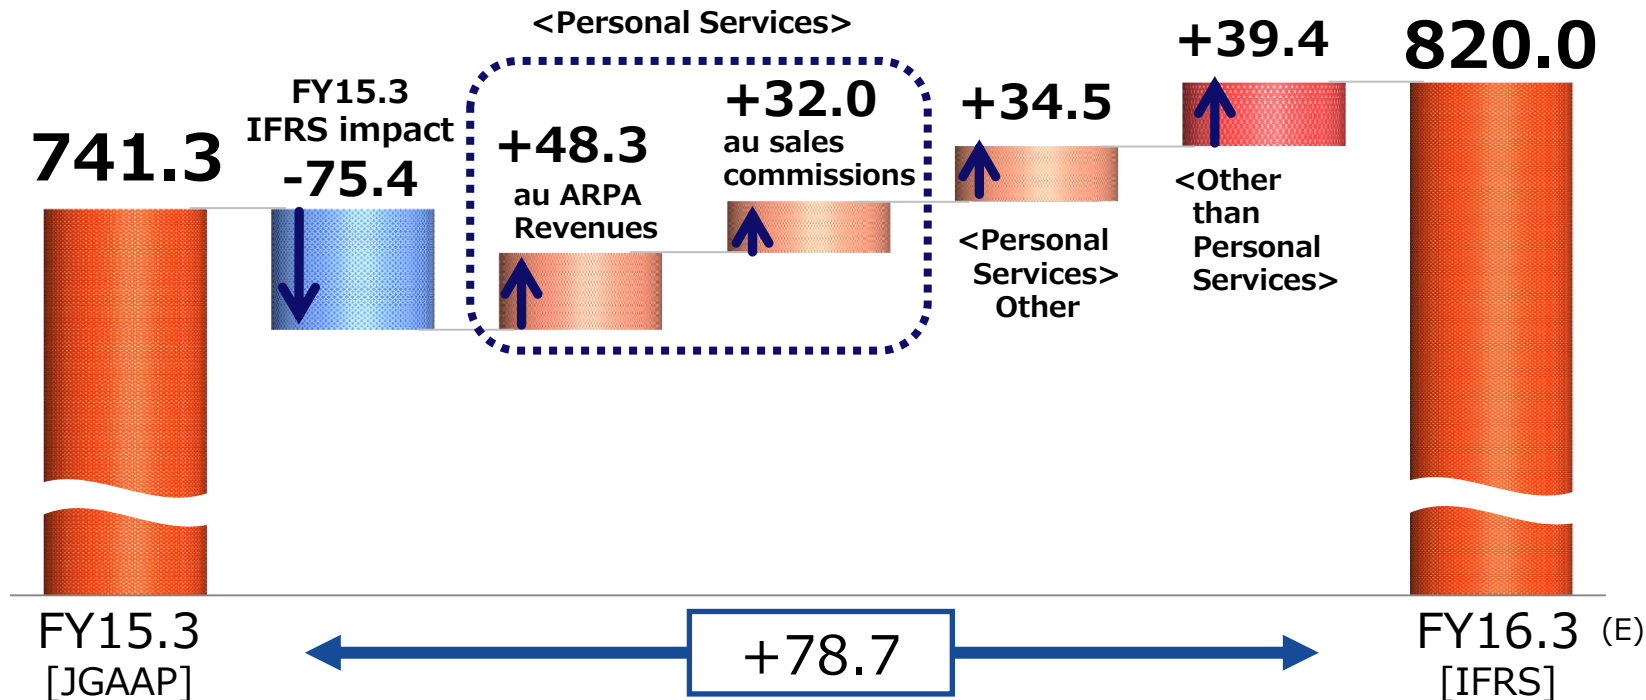 <Personal Services>
741.3
FY15.3
IFRS impact
-75.4
+48.3
au ARPA
Revenues
+32.0
au sales
commissions
+34.5
<Personal
Services>
Other
+39.4
<Other
than
Personal
Services>
820.0
FY15.3
[JGAAP]
+78.7
FY16.3 (E)
[IFRS]